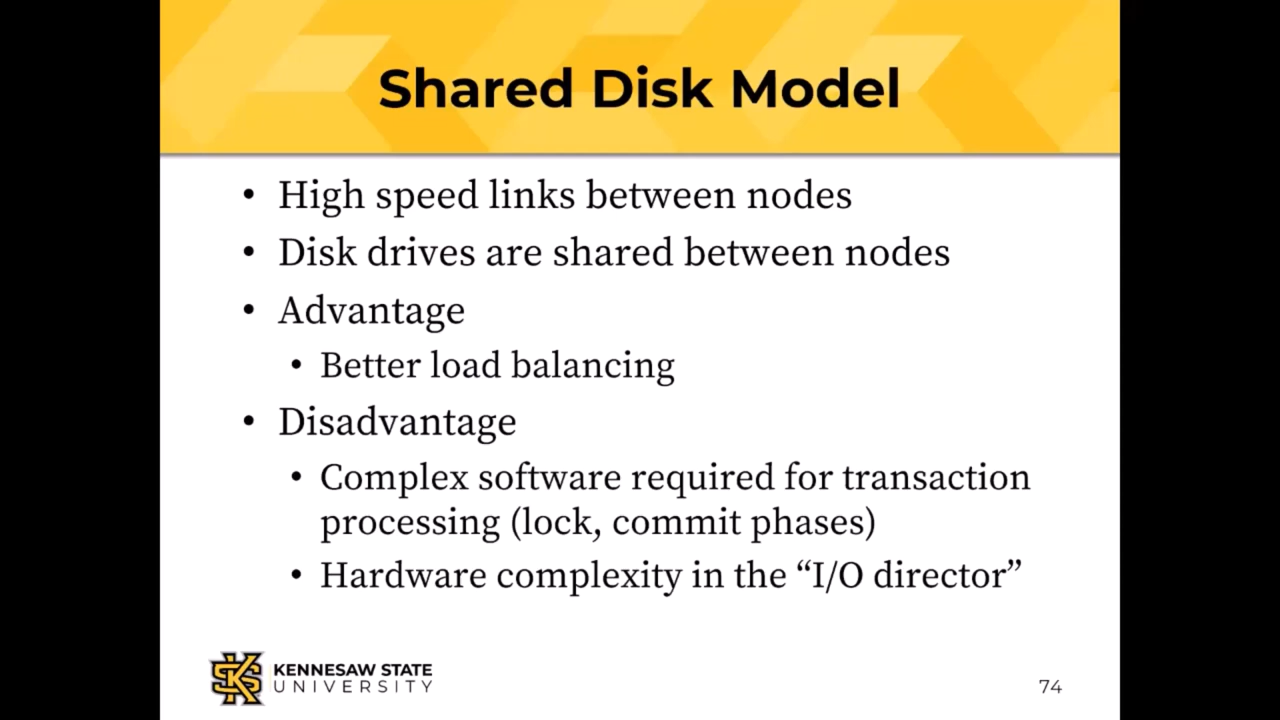 Shared Disk Model
• High speed links between nodes
• Disk drives are shared between nodes
• Advantage
• Better load balancing
• Disadvantage
• Complex software required for transaction
processing (lock, commit phases)
• Hardware complexity in the “I/O director”
KENNESAW STATE
UNIVERSITY
74